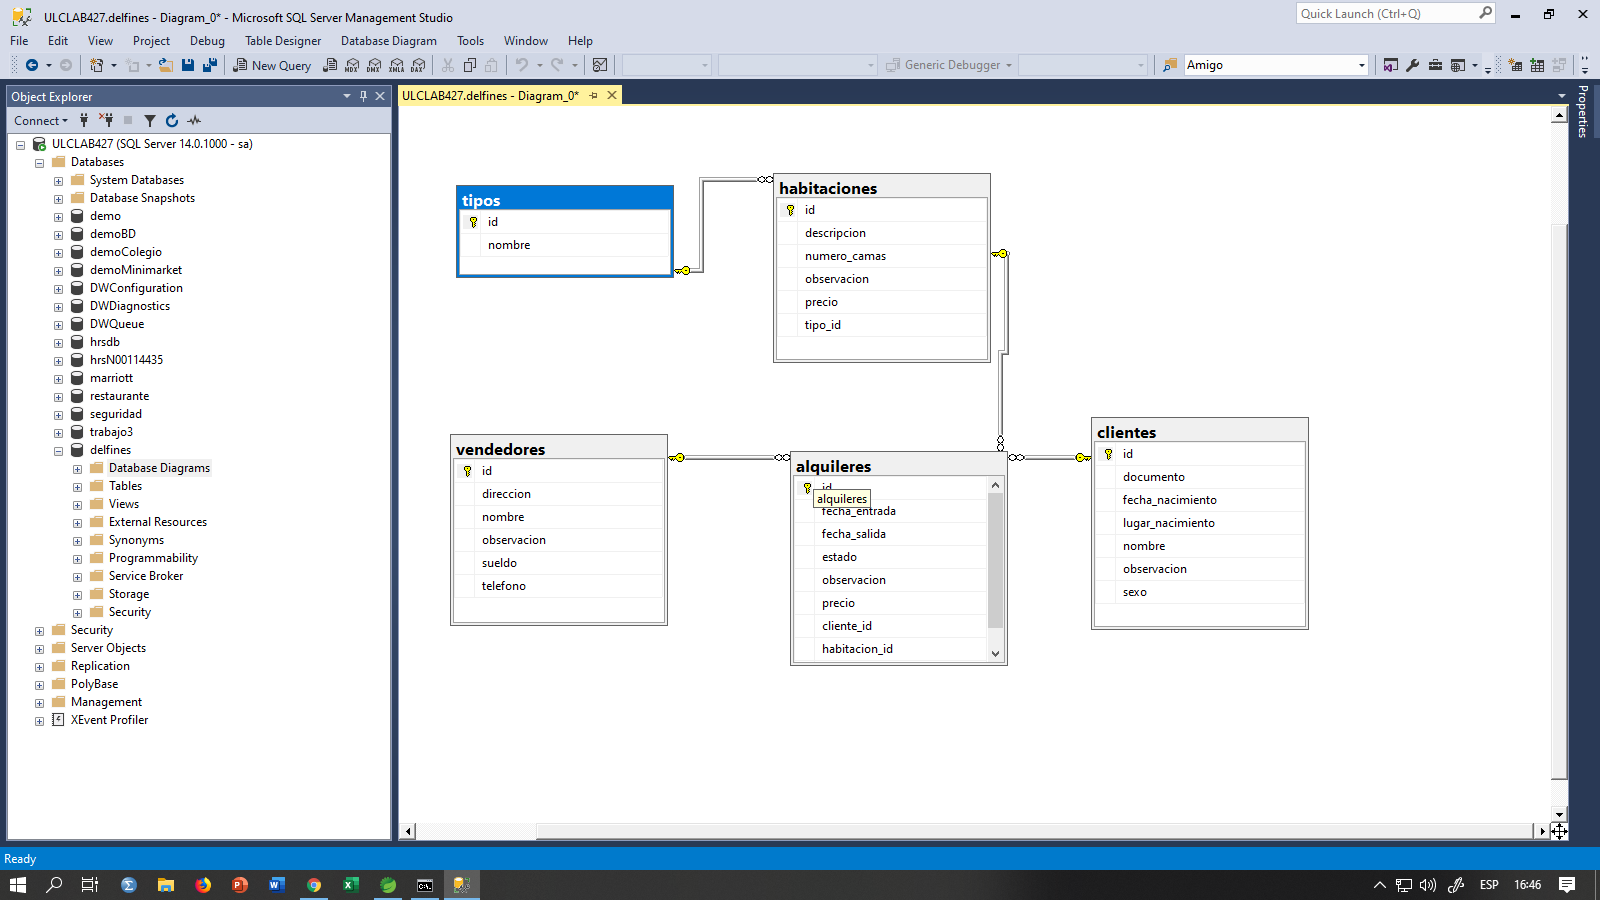 ULCLAB427.delfines - Diagram_0* - Microsoft SQL Server Management Studio
Quick Launch (Ctrl+Q)
File Edit View Project Debug Table Designer Database Diagram Tools Window Help
New Query
MDX
DMX
XMLA
DAX
Generic Debugger
Amigo
Object Explorer
Connect
ULCLAB427 (SQL Server 14.0.1000 - sa)
Databases
System Databases
Database Snapshots
demo
demoBD
demoColegio
demoMinimarket
DWConfiguration
DWDiagnostics
DWQueue
hrsdb
hrsN00114435
marriott
restaurante
seguridad
trabajo3
delfines
Database Diagrams
Tables
Views
External Resources
Synonyms
Programmability
Service Broker
Storage
Security
Security
Server Objects
Replication
PolyBase
Management
XEvent Profiler
ULCLAB427.delfines - Diagram_0*
Properties
tipos
id
nombre
habitaciones
id
descripcion
numero_camas
observacion
precio
tipo_id
vendedores
id
direccion
nombre
observacion
sueldo
telefono
alquileres
id
alquileres
fecha_entrada
fecha_salida
estado
observacion
precio
cliente_id
habitacion_id
clientes
id
documento
fecha_nacimiento
lugar_nacimiento
nombre
observacion
sexo
Ready
ESP 16:46